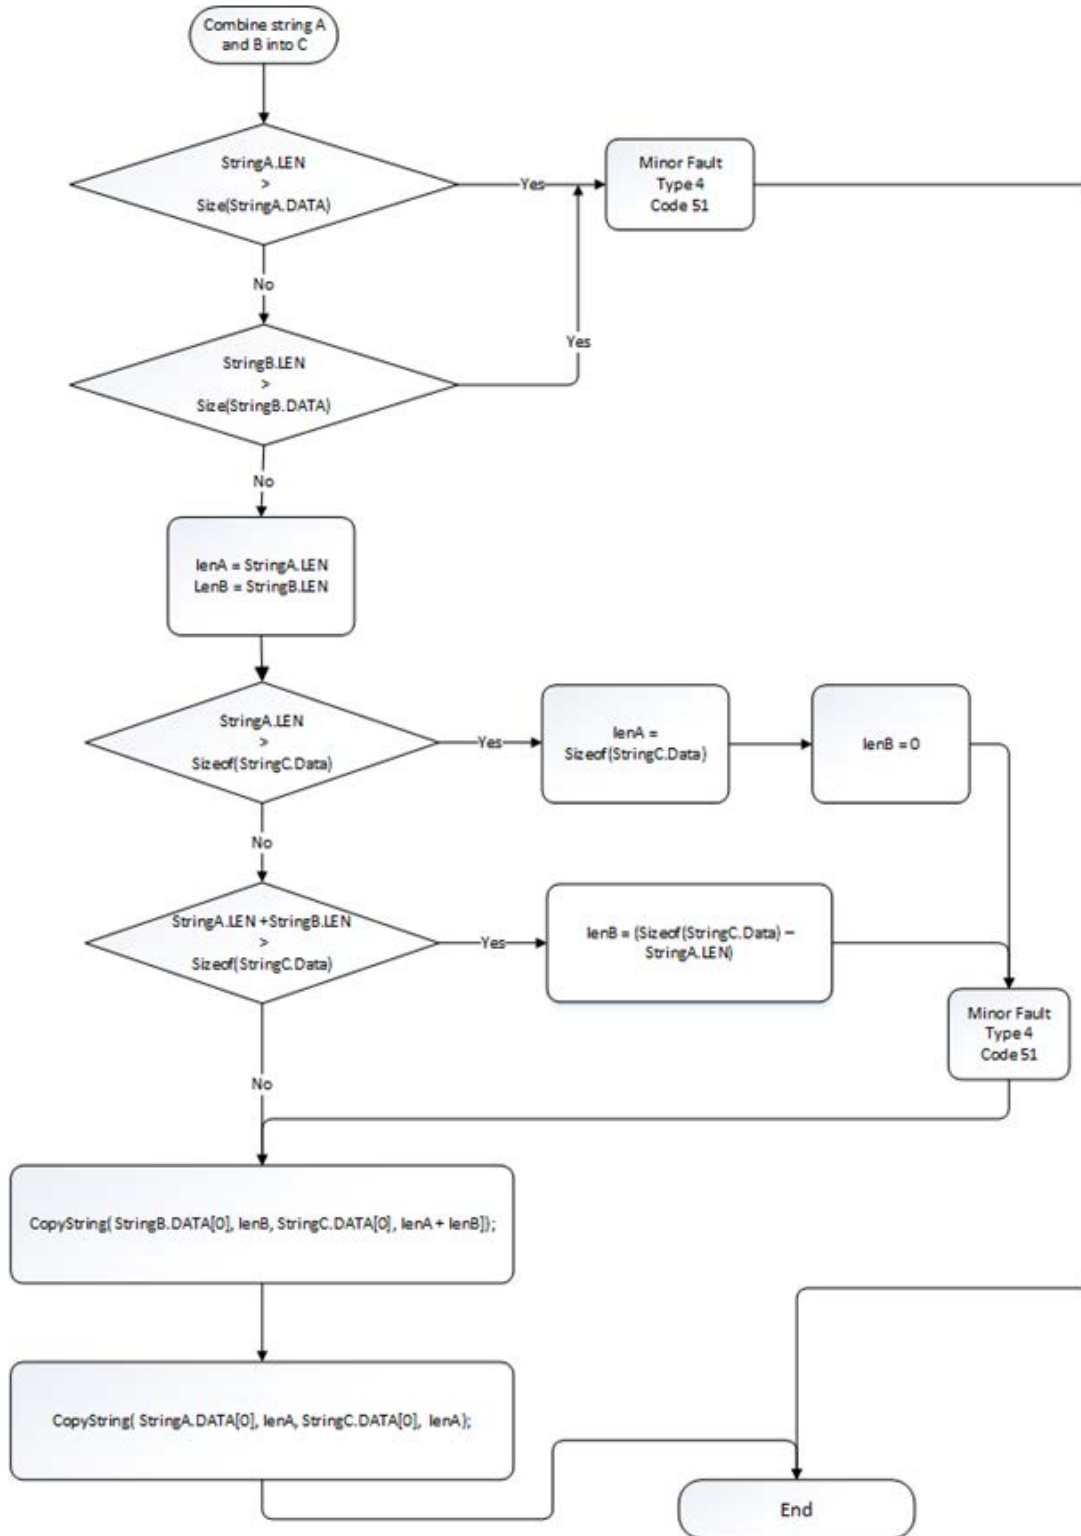 Combine string A
and B into C
StringA.LEN
>
Size(StringA.DATA)
Yes
Minor Fault
Type 4
Code 51
No
StringB.LEN
>
Size(StringB.DATA)
Yes
No
lenA = StringA.LEN
LenB = StringB.LEN
StringA.LEN
>
Sizeof(StringC.Data)
Yes
lenA =
Sizeof(StringC.Data)
lenB = 0
No
StringA.LEN +StringB.LEN
>
Sizeof(StringC.Data)
Yes
lenB = (Sizeof(StringC.Data) –
StringA.LEN)
Minor Fault
Type 4
Code 51
No
CopyString( StringB.DATA[0], lenB, StringC.DATA[0], lenA + lenB]);
CopyString( StringA.DATA[0], lenA, StringC.DATA[0], lenA);
End